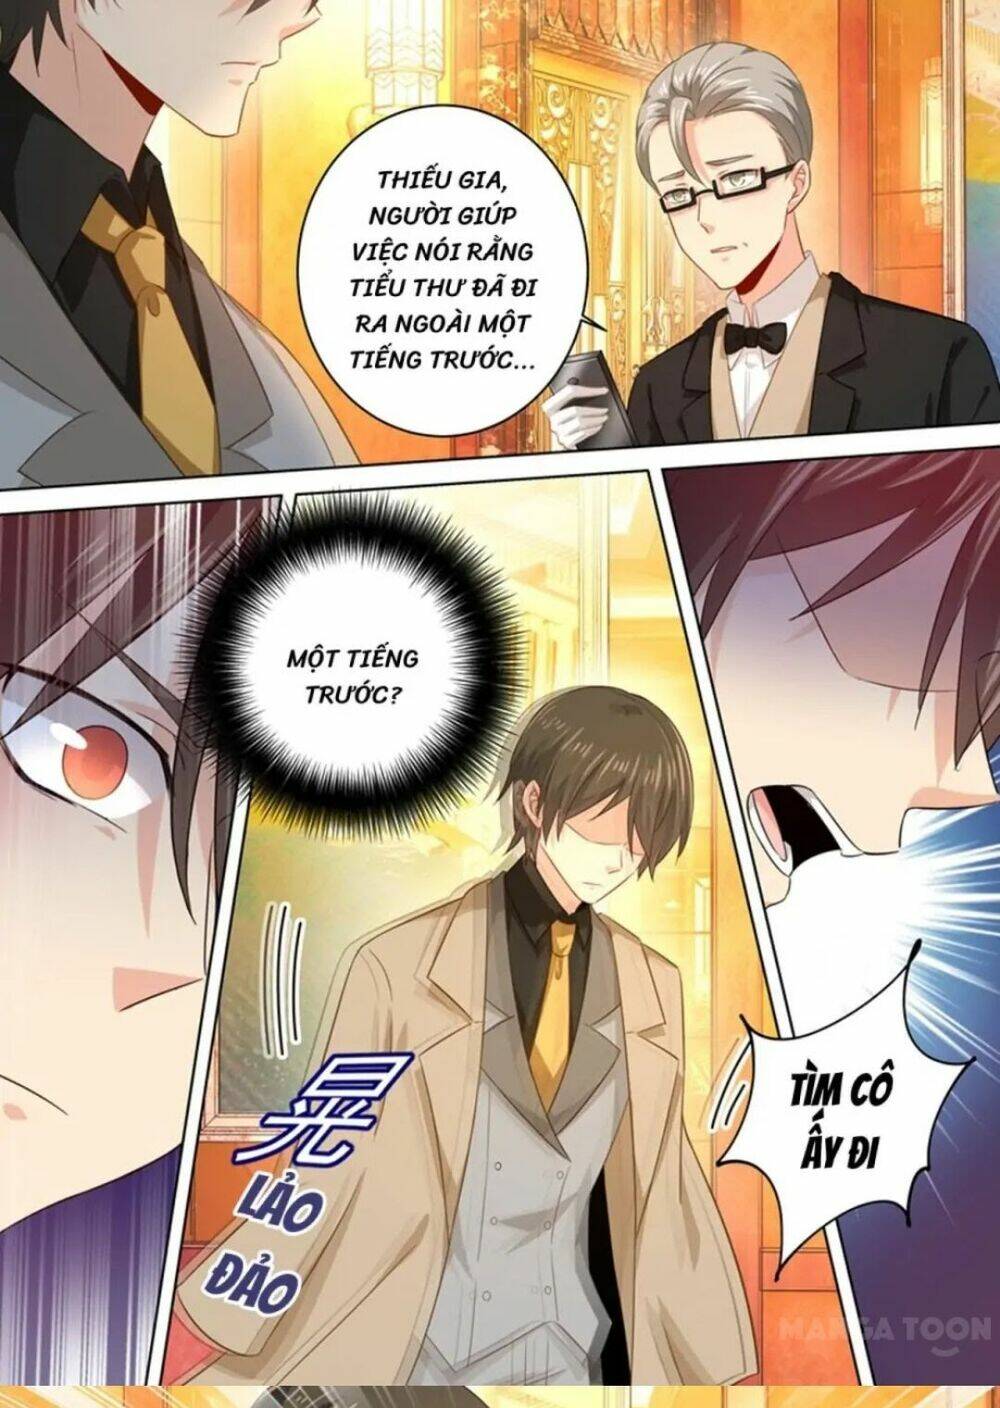 THIẾU GIA,
NGƯỜI GIÚP
VIỆC NÓI RẰNG
TIỂU THƯ ĐÃ ĐI
RA NGOÀI MỘT
TIẾNG TRƯỚC...
MỘT TIẾNG
TRƯỚC?
晃
LẢO
ĐẢO
TÌM CÔ
ẤY ĐI
MANGA TOON